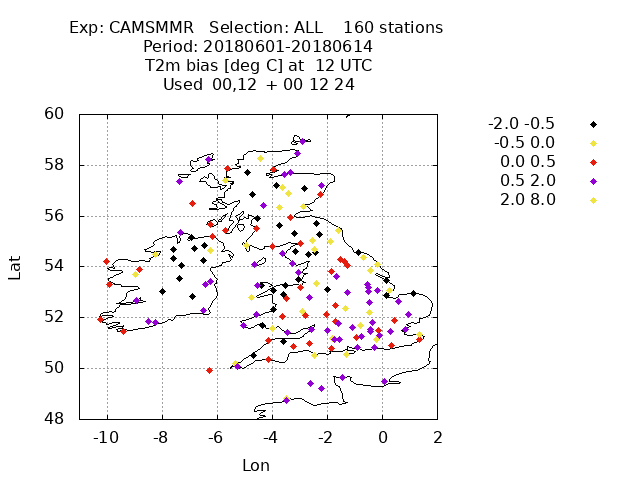 Exp: CAMSMMR   Selection: ALL    160 stations
Period: 20180601-20180614
T2m bias [deg C] at  12 UTC
Used  00,12  + 00 12 24
-2.0 -0.5
-0.5 0.0
0.0 0.5
0.5 2.0
2.0 8.0
60
58
56
54
52
50
48
Lat
-10 -8 -6 -4 -2 0 2
Lon